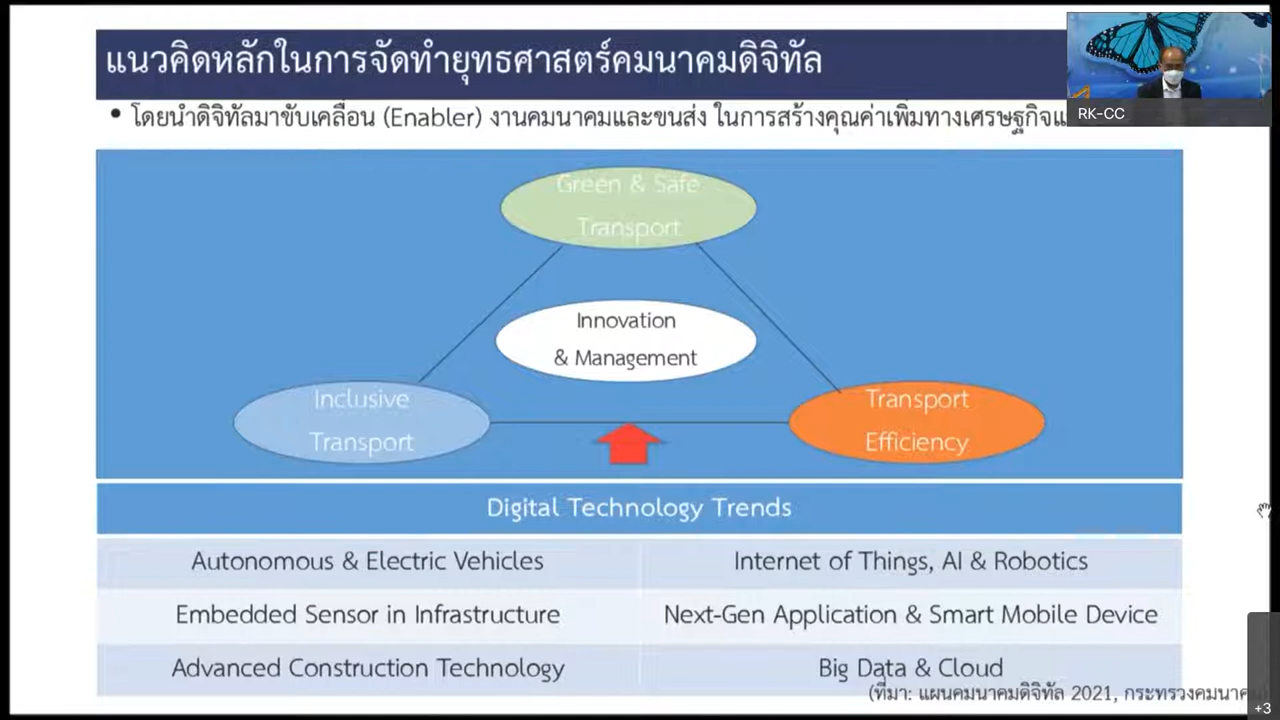 แนวคิดหลักในการจัดทำยุทธศาสตร์คมนาคมดิจิทัล
• โดยนำดิจิทัลมาขับเคลื่อน (Enabler) งานคมนาคมและขนส่ง ในการสร้างคุณค่าเพิ่มทางเศรษฐกิจ
RK-CC
Green & Safe
Transport
Innovation
& Management
Inclusive
Transport
Transport
Efficiency
Digital Technology Trends
Autonomous & Electric Vehicles
Internet of Things, AI & Robotics
Embedded Sensor in Infrastructure
Next-Gen Application & Smart Mobile Device
Advanced Construction Technology
Big Data & Cloud
(ที่มา: แผนคมนาคมดิจิทัล 2021, กระทรวงคมนาคม)
+3